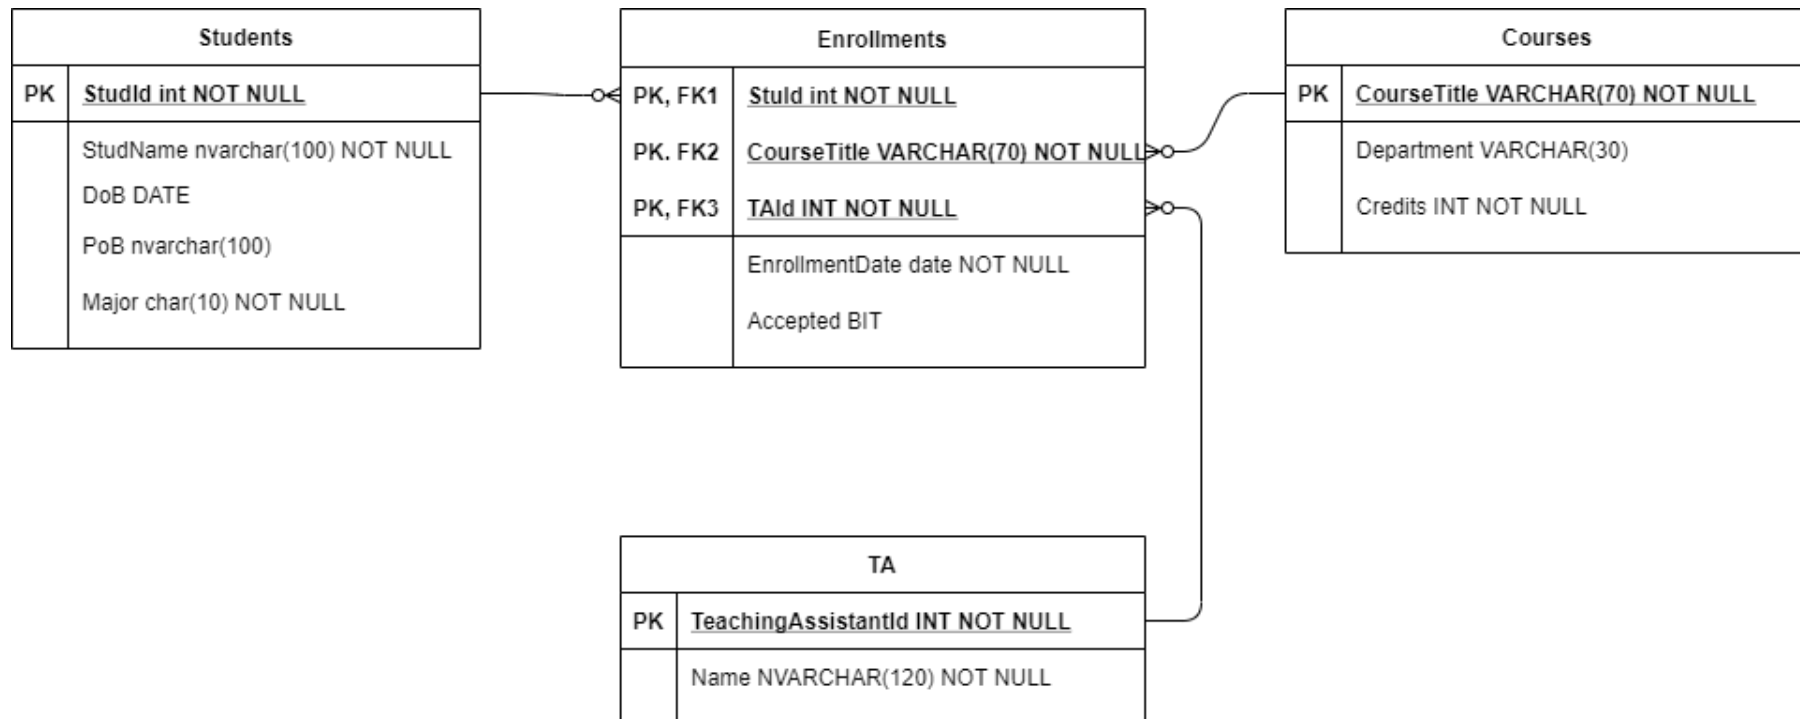 Students
PK StudId int NOT NULL
StudName nvarchar(100) NOT NULL
DoB DATE
PoB nvarchar(100)
Major char(10) NOT NULL
Enrollments
PK, FK1 StuId int NOT NULL
PK. FK2 CourseTitle VARCHAR(70) NOT NULL
PK, FK3 TAId INT NOT NULL
EnrollmentDate date NOT NULL
Accepted BIT
Courses
PK CourseTitle VARCHAR(70) NOT NULL
Department VARCHAR(30)
Credits INT NOT NULL
TA
PK TeachingAssistantId INT NOT NULL
Name NVARCHAR(120) NOT NULL